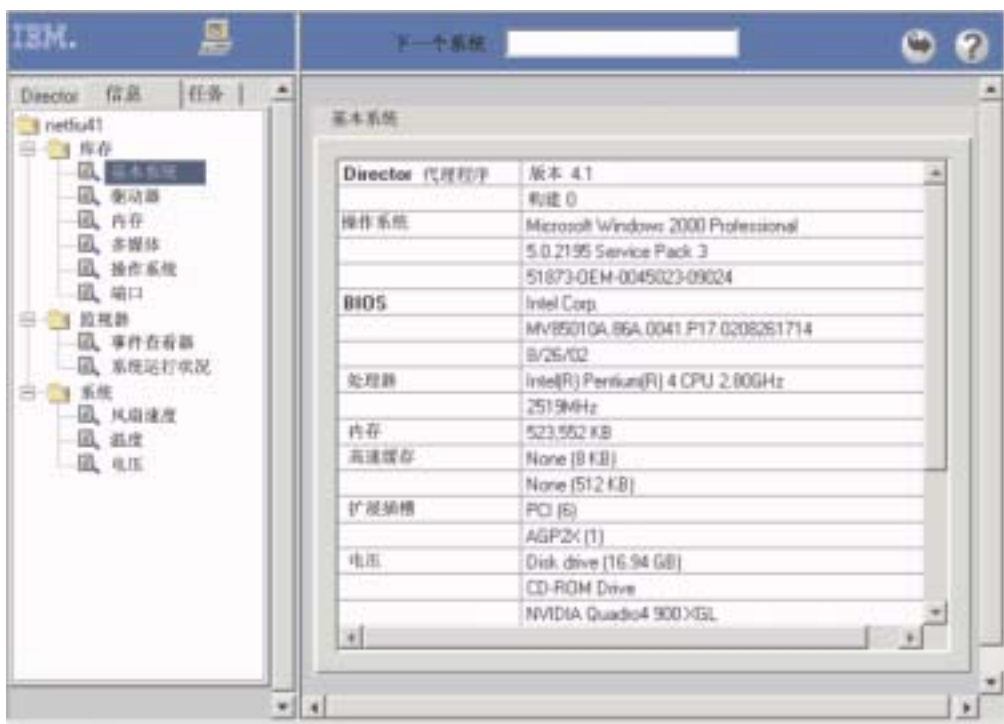 IBM.
下一个系统
Director 信息 任务
netfiu41
库存
基本系统
驱动器
内存
多媒体
操作系统
端口
监视器
事件查看器
系统运行状况
系统
风扇速度
温度
电压
基本系统
Director 代理程序 版本 4.1
构建 0
操作系统 Microsoft Windows 2000 Professional
5.0.2195 Service Pack 3
51873-OEM-0045023-09024
BIOS Intel Corp.
MV85010A.86A.0041.P17.0208261714
8/26/02
处理器 Intel(R) Pentium(R) 4 CPU 2.80GHz
2519MHz
内存 523,552 KB
高速缓存 None (8 KB)
None (512 KB)
扩展插槽 PCI (6)
AGP2X (1)
电压 Disk drive (16.94 GB)
CD-ROM Drive
NVIDIA Quadro4 900 XGL